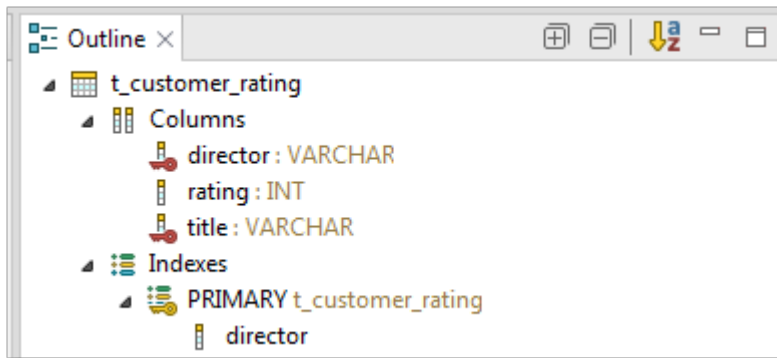 Outline
t_customer_rating
Columns
director : VARCHAR
rating : INT
title : VARCHAR
Indexes
PRIMARY t_customer_rating
director